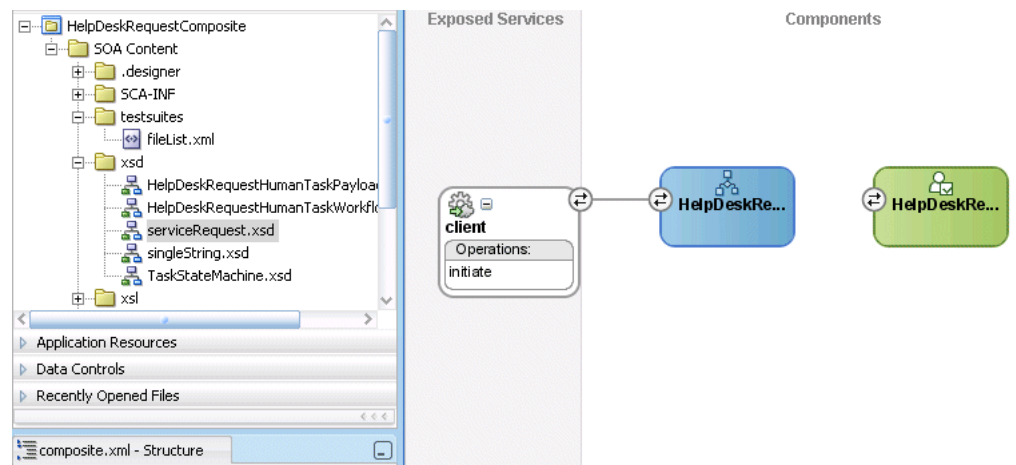 HelpDeskRequestComposite
SOA Content
.designer
SCA-INF
testsuites
fileList.xml
xsd
HelpDeskRequestHumanTaskPayloa
HelpDeskRequestHumanTaskWorkflo
serviceRequest.xsd
singleString.xsd
TaskStateMachine.xsd
xsl
Application Resources
Data Controls
Recently Opened Files
composite.xml - Structure
Exposed Services
Components
client
Operations:
initiate
HelpDeskRe...
HelpDeskRe...